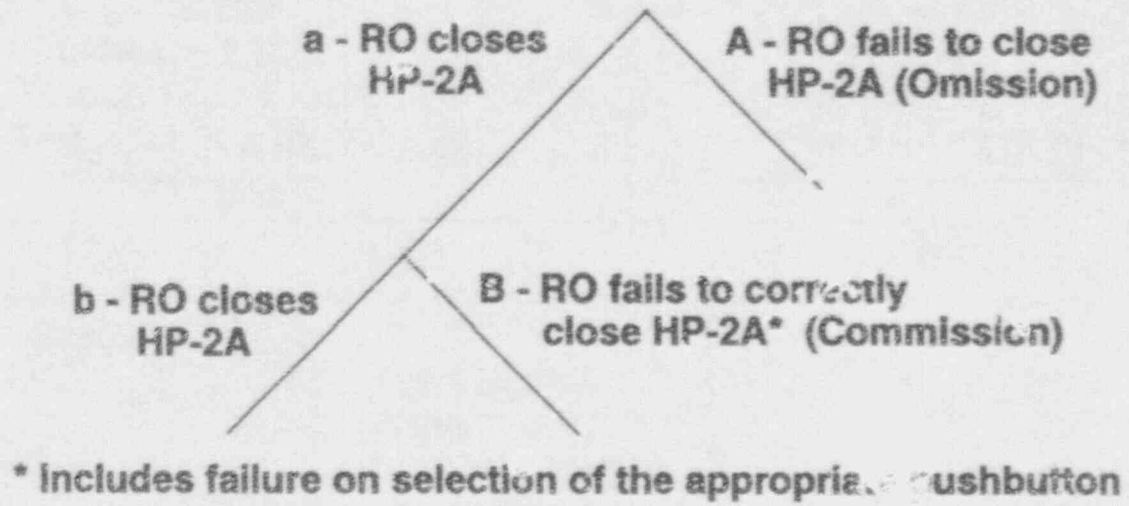 a - RO closes
HP-2A
A - RO fails to close
HP-2A (Omission)
b - RO closes
HP-2A
B - RO fails to correctly
close HP-2A* (Commission)
* Includes failure on selection of the